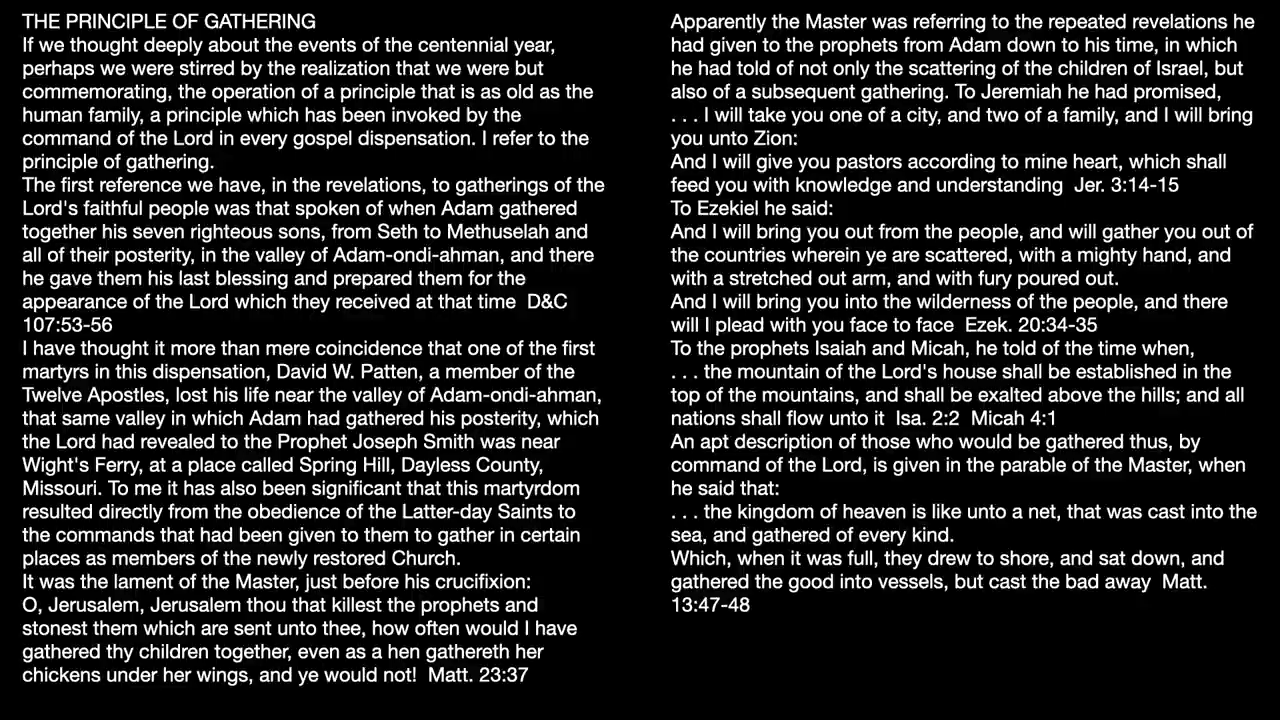 THE PRINCIPLE OF GATHERING
If we thought deeply about the events of the centennial year,
perhaps we were stirred by the realization that we were but
commemorating, the operation of a principle that is as old as the
human family, a principle which has been invoked by the
command of the Lord in every gospel dispensation. I refer to the
principle of gathering.
The first reference we have, in the revelations, to gatherings of the
Lord's faithful people was that spoken of when Adam gathered
together his seven righteous sons, from Seth to Methuselah and
all of their posterity, in the valley of Adam-ondi-ahman, and there
he gave them his last blessing and prepared them for the
appearance of the Lord which they received at that time  D&C
107:53-56
I have thought it more than mere coincidence that one of the first
martyrs in this dispensation, David W. Patten, a member of the
Twelve Apostles, lost his life near the valley of Adam-ondi-ahman,
that same valley in which Adam had gathered his posterity, which
the Lord had revealed to the Prophet Joseph Smith was near
Wight's Ferry, at a place called Spring Hill, Dayless County,
Missouri. To me it has also been significant that this martyrdom
resulted directly from the obedience of the Latter-day Saints to
the commands that had been given to them to gather in certain
places as members of the newly restored Church.
It was the lament of the Master, just before his crucifixion:
O, Jerusalem, Jerusalem thou that killest the prophets and
stonest them which are sent unto thee, how often would I have
gathered thy children together, even as a hen gathereth her
chickens under her wings, and ye would not!  Matt. 23:37
Apparently the Master was referring to the repeated revelations he
had given to the prophets from Adam down to his time, in which
he had told of not only the scattering of the children of Israel, but
also of a subsequent gathering. To Jeremiah he had promised,
. . . I will take you one of a city, and two of a family, and I will bring
you unto Zion:
And I will give you pastors according to mine heart, which shall
feed you with knowledge and understanding  Jer. 3:14-15
To Ezekiel he said:
And I will bring you out from the people, and will gather you out of
the countries wherein ye are scattered, with a mighty hand, and
with a stretched out arm, and with fury poured out.
And I will bring you into the wilderness of the people, and there
will I plead with you face to face  Ezek. 20:34-35
To the prophets Isaiah and Micah, he told of the time when,
. . . the mountain of the Lord's house shall be established in the
top of the mountains, and shall be exalted above the hills; and all
nations shall flow unto it  Isa. 2:2  Micah 4:1
An apt description of those who would be gathered thus, by
command of the Lord, is given in the parable of the Master, when
he said that:
. . . the kingdom of heaven is like unto a net, that was cast into the
sea, and gathered of every kind.
Which, when it was full, they drew to shore, and sat down, and
gathered the good into vessels, but cast the bad away  Matt.
13:47-48